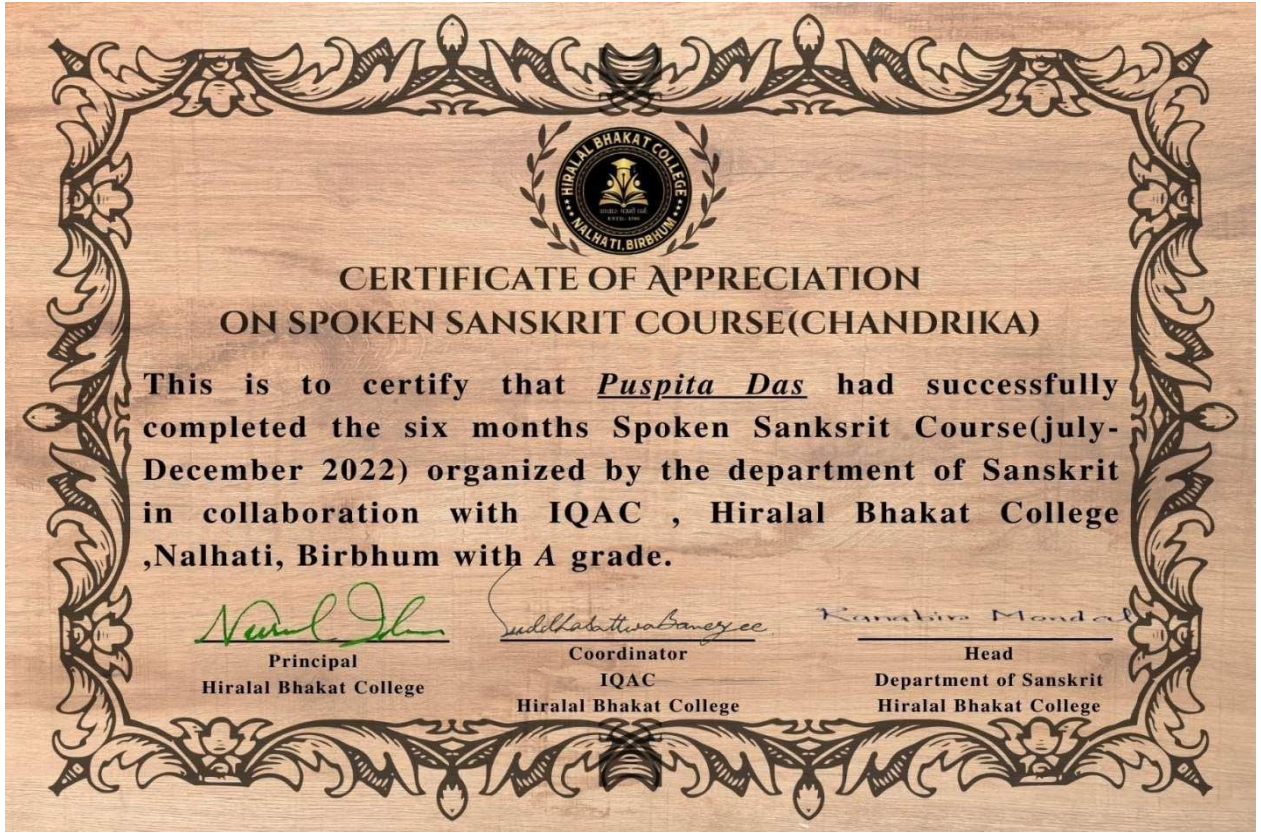 HIRALAL BHAKAT COLLEGE
NALHATI, BIRBHUM
CERTIFICATE OF APPRECIATION
ON SPOKEN SANSKRIT COURSE(CHANDRIKA)
This is to certify that Puspita Das had successfully
completed the six months Spoken Sanksrit Course(july-
December 2022) organized by the department of Sanskrit
in collaboration with IQAC , Hiralal Bhakat College
,Nalhati, Birbhum with A grade.
Suddhasattwa Banerjee
Ranabir Mondal
Principal
Hiralal Bhakat College
Coordinator
IQAC
Hiralal Bhakat College
Head
Department of Sanskrit
Hiralal Bhakat College